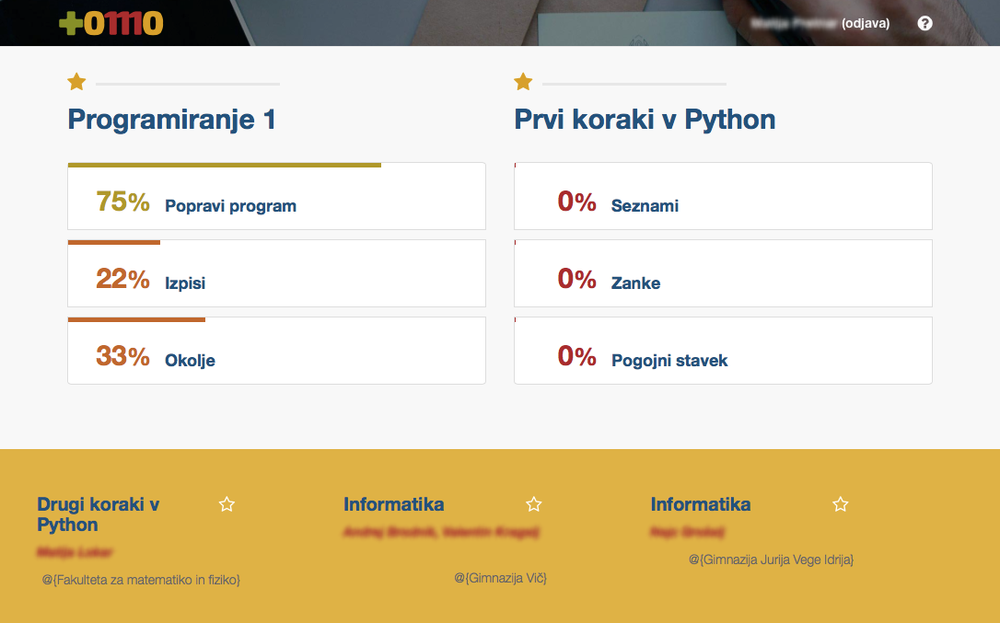 +0110
(odjava)
Programiranje 1
75% Popravi program
22% Izpisi
33% Okolje
Prvi koraki v Python
0% Seznami
0% Zanke
0% Pogojni stavek
Drugi koraki v
Python
@{Fakulteta za matematiko in fiziko}
Informatika
@{Gimnazija Vič}
Informatika
@{Gimnazija Jurija Vege Idrija}